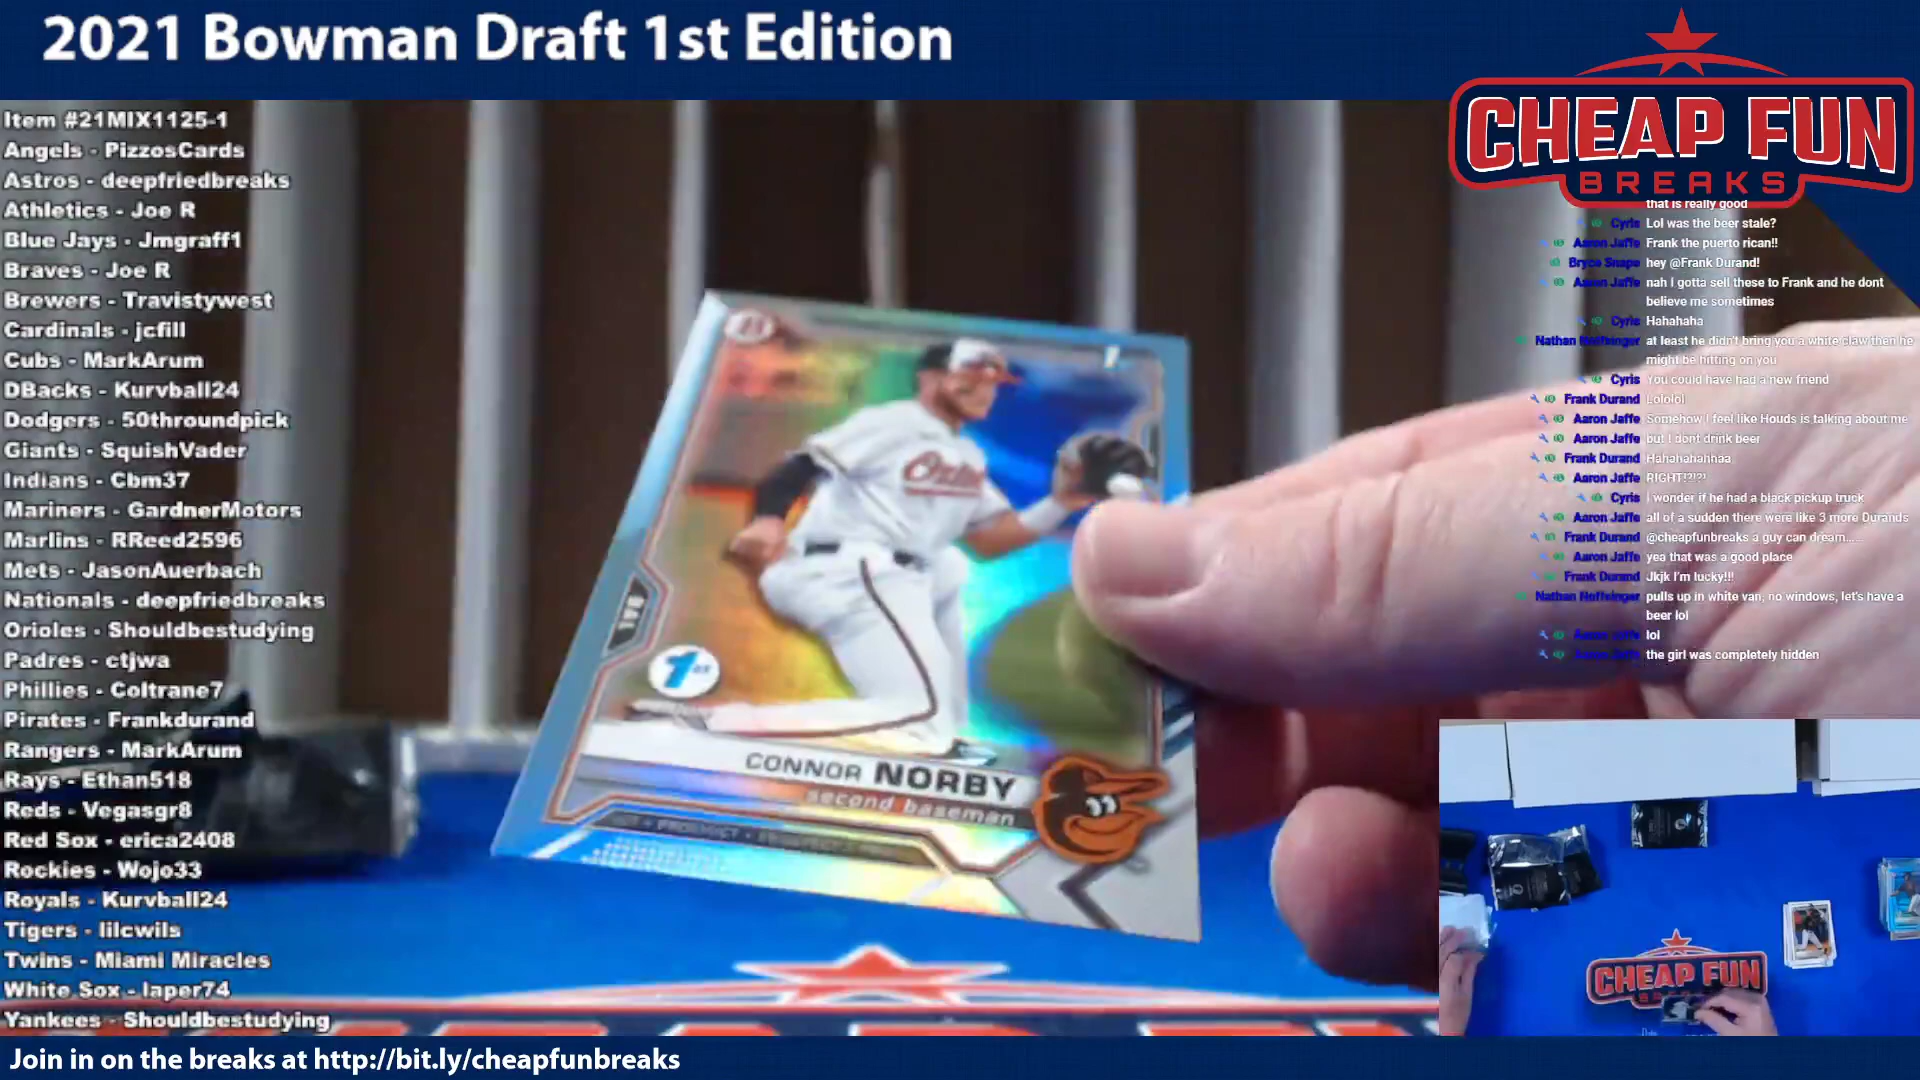 2021 Bowman Draft 1st Edition
CHEAP FUN
BREAKS
Item #21MIX1125-1
Angels - PizzosCards
Astros - deepfriedbreaks
Athletics - Joe R
Blue Jays - Jmgraff1
Braves - Joe R
Brewers - Travistywest
Cardinals - jcfill
Cubs - MarkArum
DBacks - Kurvball24
Dodgers - 50throundpick
Giants - SquishVader
Indians - Cbm37
Mariners - GardnerMotors
Marlins - RReed2596
Mets - JasonAuerbach
Nationals - deepfriedbreaks
Orioles - Shouldbestudying
Padres - ctjwa
Phillies - Coltrane7
Pirates - Frankdurand
Rangers - MarkArum
Rays - Ethan518
Reds - Vegasgr8
Red Sox - erica2408
Rockies - Wojo33
Royals - Kurvball24
Tigers - lilcwils
Twins - Miami Miracles
White Sox - laper74
Yankees - Shouldbestudying
1st
CONNOR NORBY
second baseman
that is really good
Cyris Lol was the beer stale?
Aaron Jaffe Frank the puerto rican!!
Bryce Snape hey @Frank Durand!
Aaron Jaffe nah I gotta sell these to Frank and he dont
believe me sometimes
Cyris Hahahaha
Nathan Noffsinger at least he didn't bring you a white claw then he
might be hitting on you
Cyris You could have had a new friend
Frank Durand Lololol
Aaron Jaffe Somehow I feel like Houds is talking about me
Aaron Jaffe but I dont drink beer
Frank Durand Hahahahahhaa
Aaron Jaffe RIGHT?!?!
Cyris I wonder if he had a black pickup truck
Aaron Jaffe all of a sudden there were like 3 more Durands
Frank Durand @cheapfunbreaks a guy can dream.....
Aaron Jaffe yea that was a good place
Frank Durand Jkjk I'm lucky!!!
Nathan Noffsinger pulls up in white van, no windows, let's have a
beer lol
Aaron Jaffe lol
Aaron Jaffe the girl was completely hidden
CHEAP FUN
Join in on the breaks at http://bit.ly/cheapfunbreaks